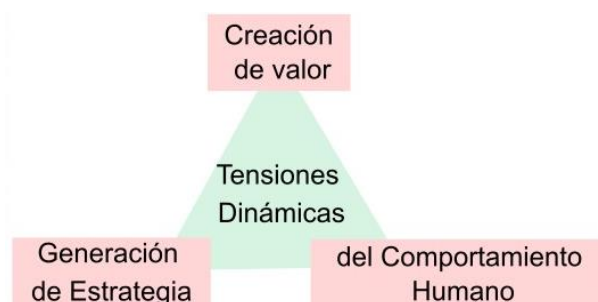 Creación
de valor
Tensiones
Dinámicas
Generación
de Estrategia
del Comportamiento
Humano